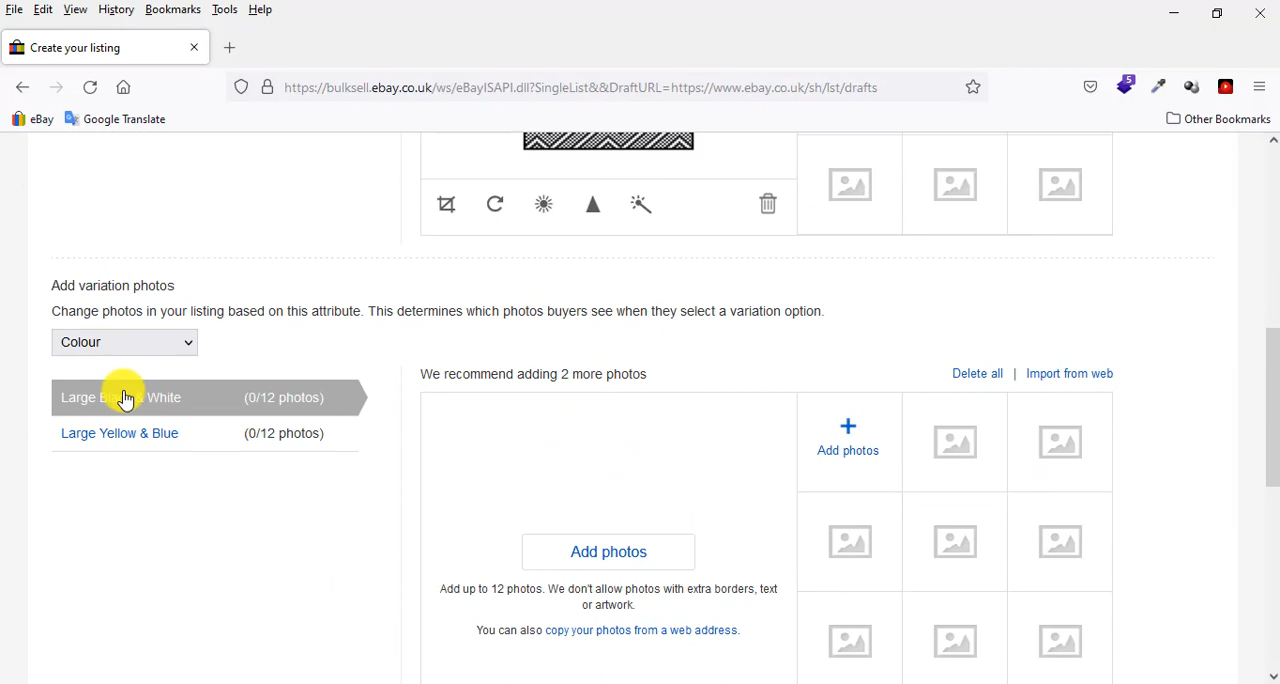 File Edit View History Bookmarks Tools Help
Create your listing
5
https://bulksell.ebay.co.uk/ws/eBayISAPI.dll?SingleList&&DraftURL=https://www.ebay.co.uk/sh/lst/drafts
eBay Google Translate Other Bookmarks
Add variation photos
Change photos in your listing based on this attribute. This determines which photos buyers see when they select a variation option.
Colour
We recommend adding 2 more photos Delete all | Import from web
Large White (0/12 photos)
Large Yellow & Blue (0/12 photos)
Add photos
Add photos
Add up to 12 photos. We don't allow photos with extra borders, text
or artwork.
You can also copy your photos from a web address.